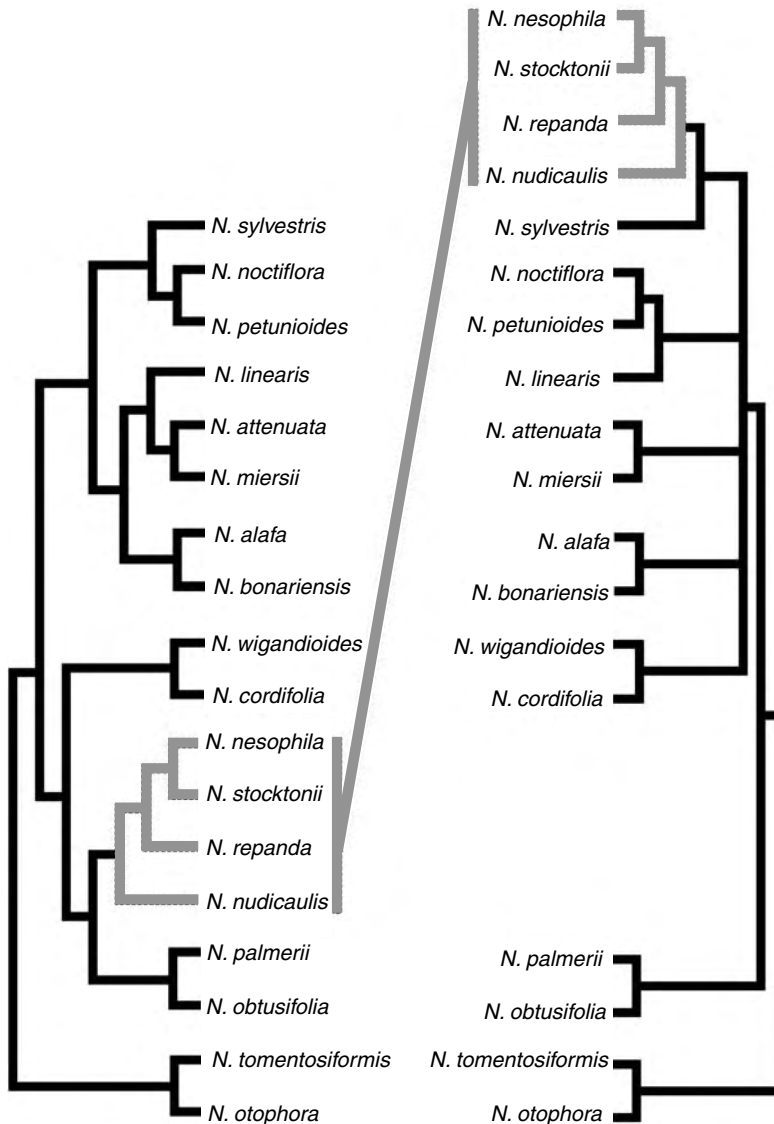 N. sylvestris
N. noctiflora
N. petunioides
N. linearis
N. attenuata
N. miersii
N. alafa
N. bonariensis
N. wigandioides
N. cordifolia
N. nesophila
N. stocktonii
N. repanda
N. nudicaulis
N. palmerii
N. obtusifolia
N. tomentosiformis
N. otophora
N. nesophila
N. stocktonii
N. repanda
N. nudicaulis
N. sylvestris
N. noctiflora
N. petunioides
N. linearis
N. attenuata
N. miersii
N. alafa
N. bonariensis
N. wigandioides
N. cordifolia
N. palmerii
N. obtusifolia
N. tomentosiformis
N. otophora